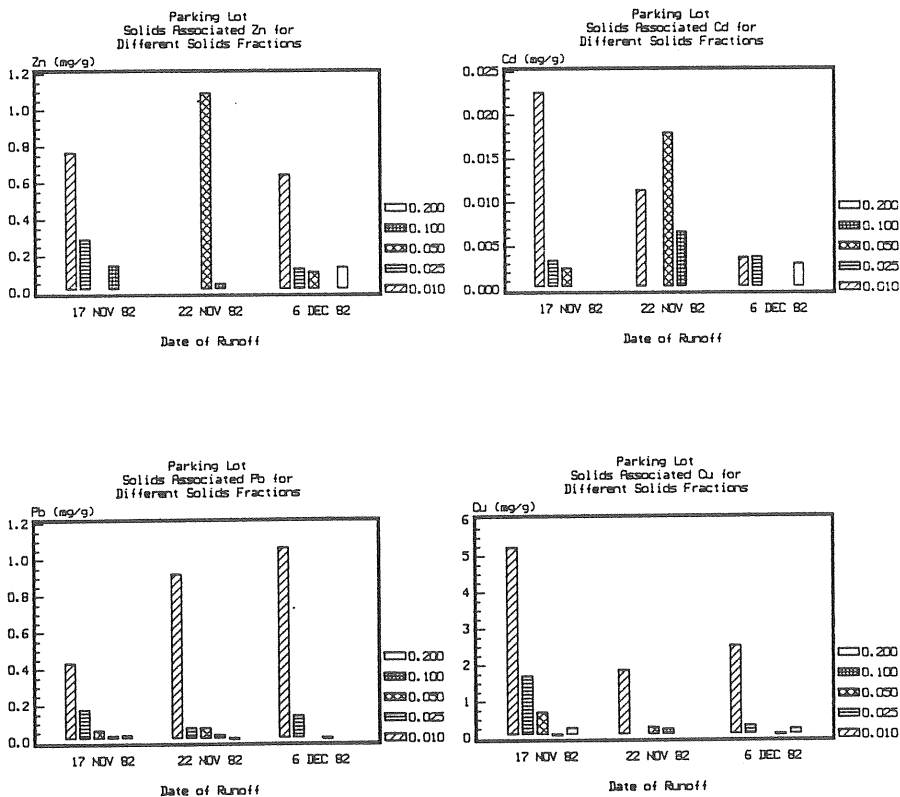 Parking Lot
Solids Associated Zn for
Different Solids Fractions
Zn (mg/g)
1.2
1.0
0.8
0.6
0.4
0.2
0.0
0.200
0.100
0.050
0.025
0.010
17 NOV 82
22 NOV 82
6 DEC 82
Date of Runoff
Parking Lot
Solids Associated Cd for
Different Solids Fractions
Cd (mg/g)
0.025
0.020
0.015
0.010
0.005
0.000
0.200
0.100
0.050
0.025
0.010
17 NOV 82
22 NOV 82
6 DEC 82
Date of Runoff
Parking Lot
Solids Associated Pb for
Different Solids Fractions
Pb (mg/g)
1.2
1.0
0.8
0.6
0.4
0.2
0.0
0.200
0.100
0.050
0.025
0.010
17 NOV 82
22 NOV 82
6 DEC 82
Date of Runoff
Parking Lot
Solids Associated Cu for
Different Solids Fractions
Cu (mg/g)
6
5
4
3
2
1
0
0.200
0.100
0.050
0.025
0.010
17 NOV 82
22 NOV 82
6 DEC 82
Date of Runoff